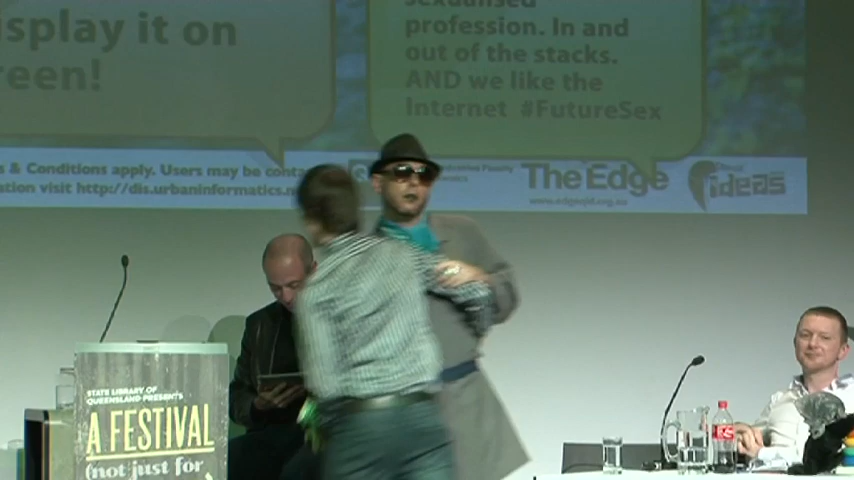 splay it on
reen!
sexualised
profession. In and
out of the stacks.
AND we like the
Internet #FutureSex
s & Conditions apply. Users may be
ation visit http://dis.urbaninformatics.n
The Edge
www.edgeqld.org.au
ideas
STATE LIBRARY OF
QUEENSLAND PRESENTS
A FESTIVAL
(not just for